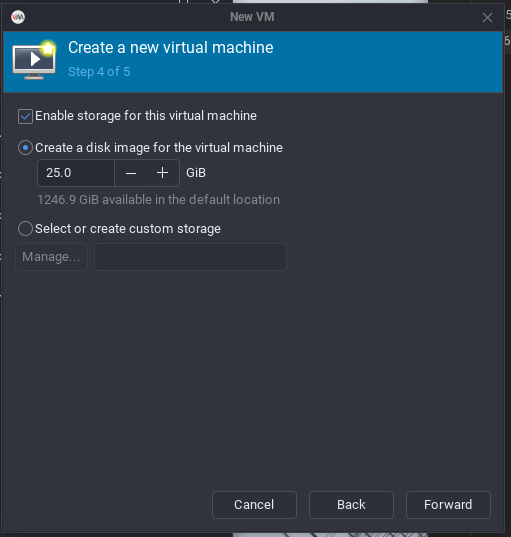 New VM
Create a new virtual machine
Step 4 of 5
Enable storage for this virtual machine
Create a disk image for the virtual machine
25.0 − + GiB
1246.9 GiB available in the default location
Select or create custom storage
Manage...
Cancel Back Forward